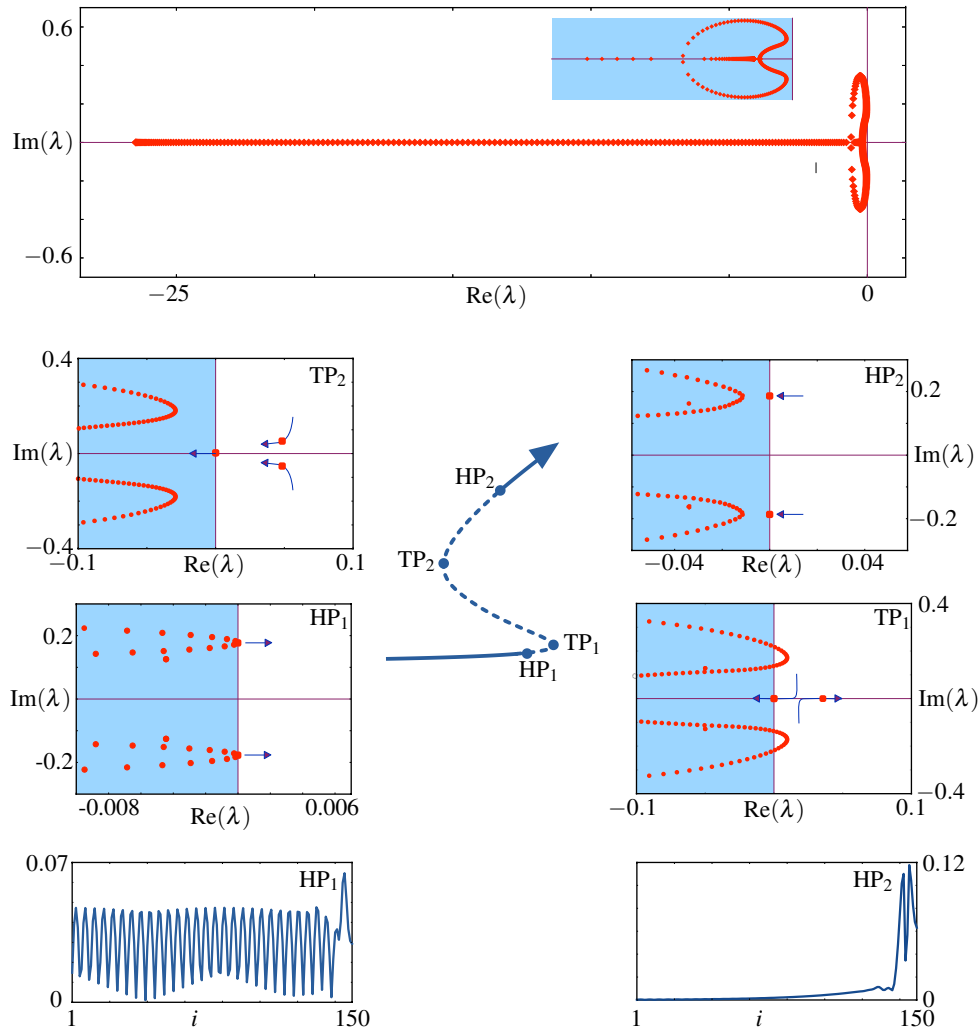 0.6
Im(λ)
−0.6
−25
Re(λ)
0
0.4
TP2
Im(λ)
−0.4
−0.1
Re(λ)
0.1
HP2
0.2
Im(λ)
−0.2
−0.04
Re(λ)
0.04
HP2
TP2
TP1
HP1
HP1
0.2
Im(λ)
-0.2
-0.008
Re(λ)
0.006
TP1
0.4
Im(λ)
−0.4
−0.1
Re(λ)
0.1
0.07
HP1
0
1
i
150
HP2
0.12
0
1
i
150